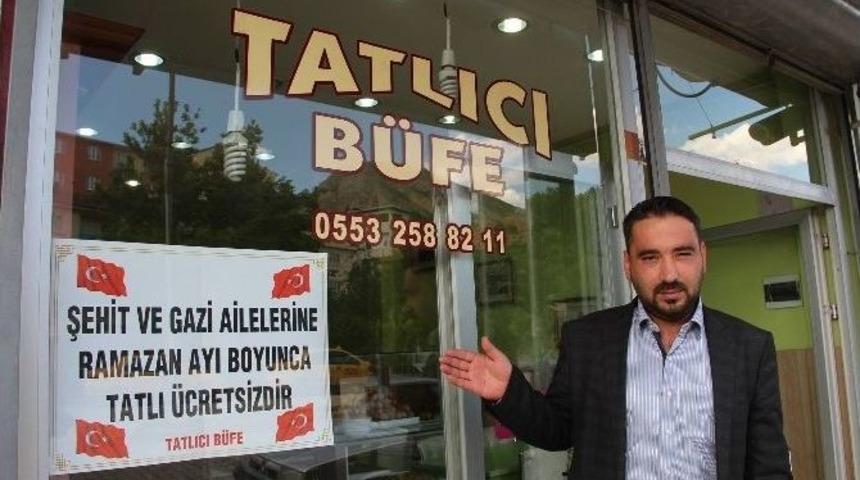 TATLICI
BÜFE
0553 258 82 11
ŞEHİT VE GAZİ AİLELERİNE
RAMAZAN AYI BOYUNCA
TATLI ÜCRETSİZDİR
TATLICI BÜFE